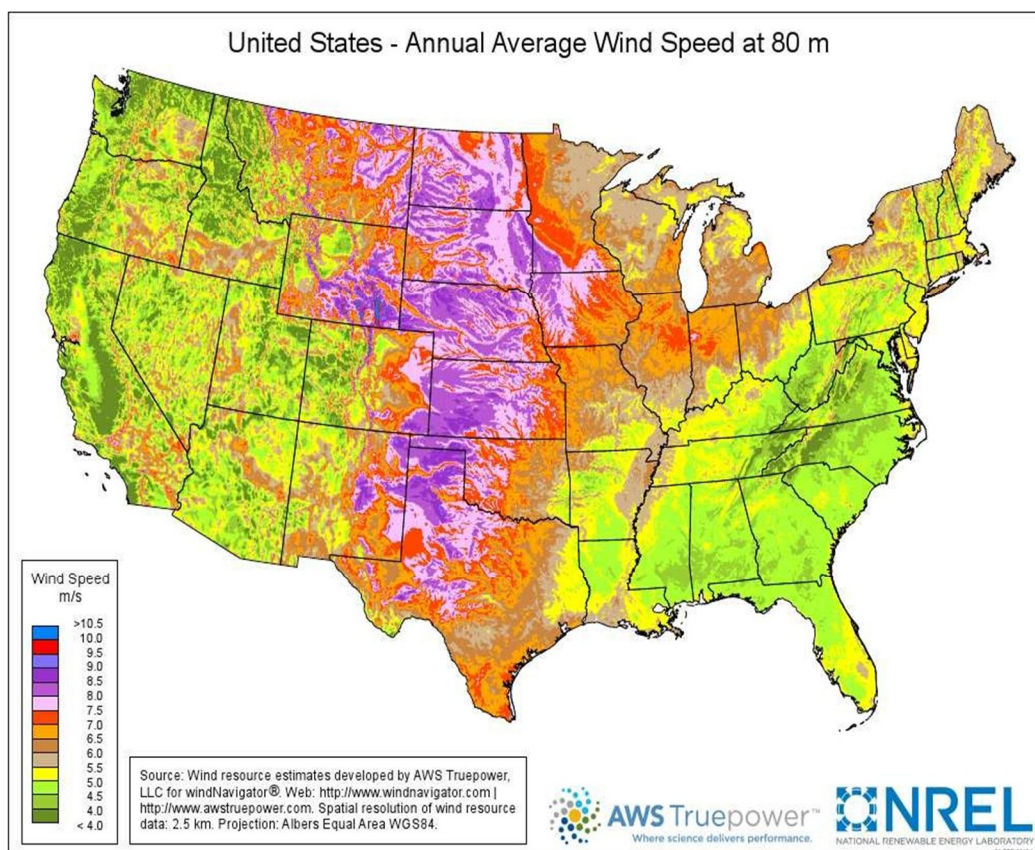 United States - Annual Average Wind Speed at 80 m
Wind Speed
m/s
>10.5
10.0
9.5
9.0
8.5
8.0
7.5
7.0
6.5
6.0
5.5
5.0
4.5
< 4.0
Source: Wind resource estimates developed by AWS Truepower,
LLC for windNavigator®. Web: http://www.windnavigator.com |
http://www.awstruepower.com. Spatial resolution of wind resource
data: 2.5 km. Projection: Albers Equal Area WGS84.
AWS Truepower™
Where science delivers performance.
NREL
NATIONAL RENEWABLE ENERGY LABORATORY